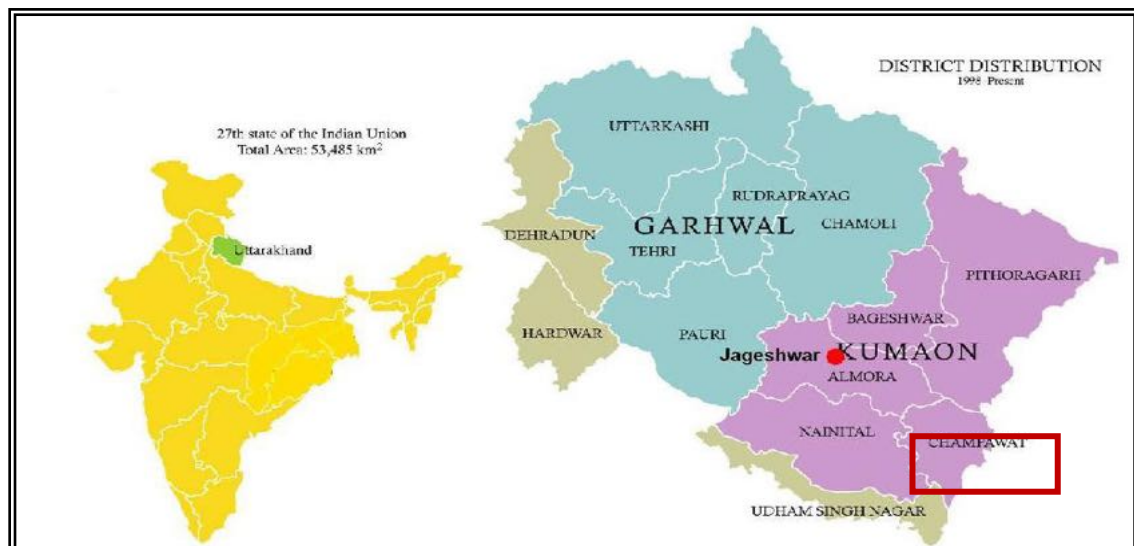 DISTRICT DISTRIBUTION
1998-Present
27th state of the Indian Union
Total Area: 53,485 km²
Uttarakhand
UTTARKASHI
RUDRAPRAYAG
GARHWAL
CHAMOLI
DEHRADUN
TEHRI
PITHORAGARH
HARDWAR
PAURI
BAGESHWAR
Jageshwar
KUMAON
ALMORA
NAINITAL
CHAMPAWAT
UDHAM SINGH NAGAR